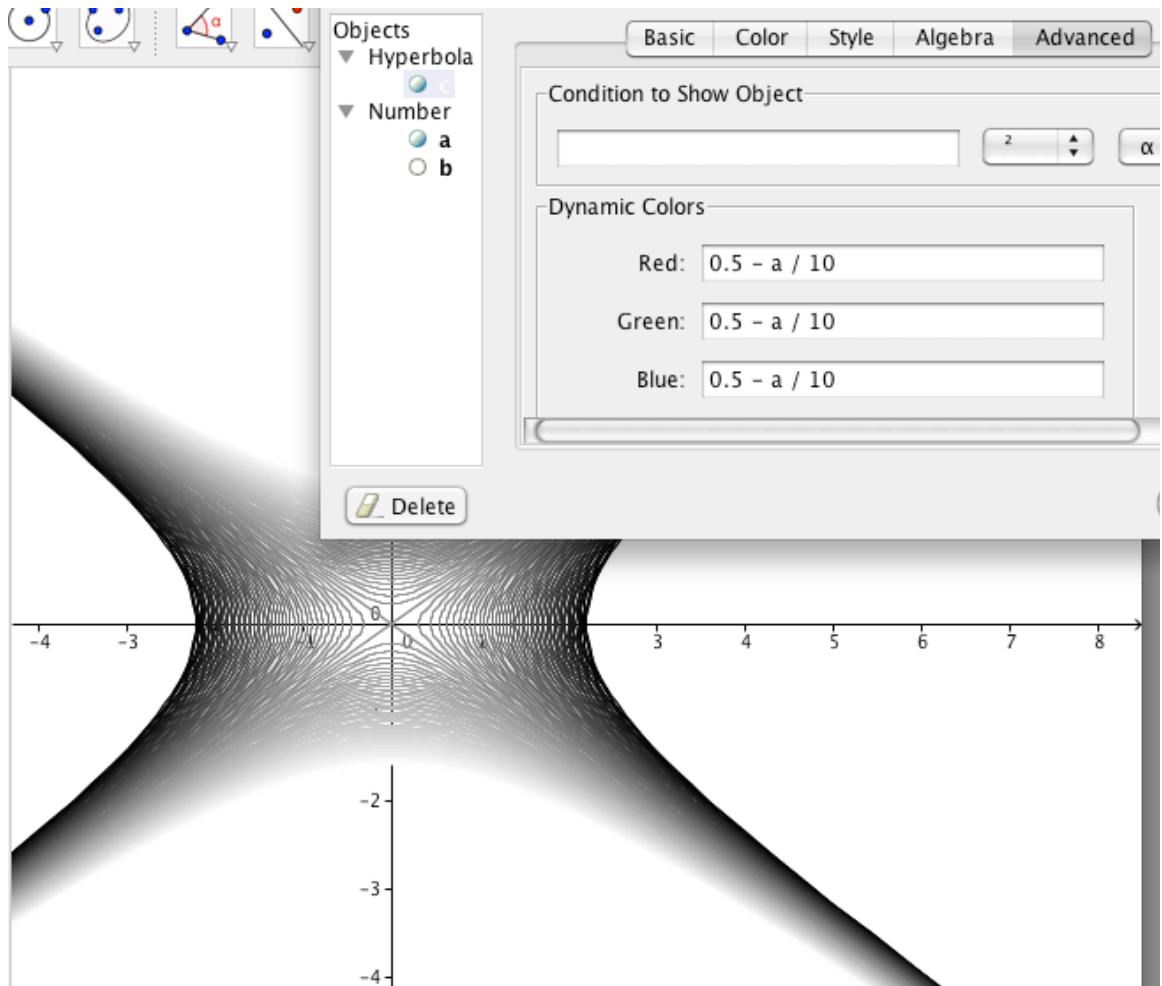 α
Objects
Hyperbola
c
Number
a
b
Basic Color Style Algebra Advanced
Condition to Show Object
² α
Dynamic Colors
Red: 0.5 – a / 10
Green: 0.5 – a / 10
Blue: 0.5 – a / 10
Delete
0
-4 -3 0 3 4 5 6 7 8
-2
-3
-4